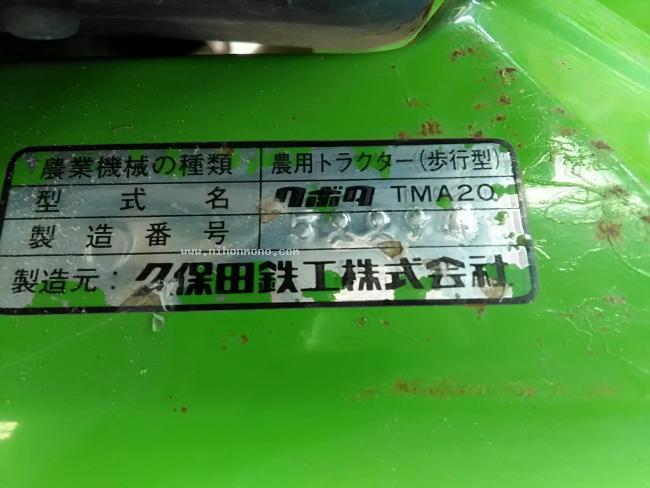 農業機械の種類 農用トラクター(歩行型)
型式名 クボタ TMA20
製造番号
www.nihonmono.com
製造元: 久保田鉄工株式会社